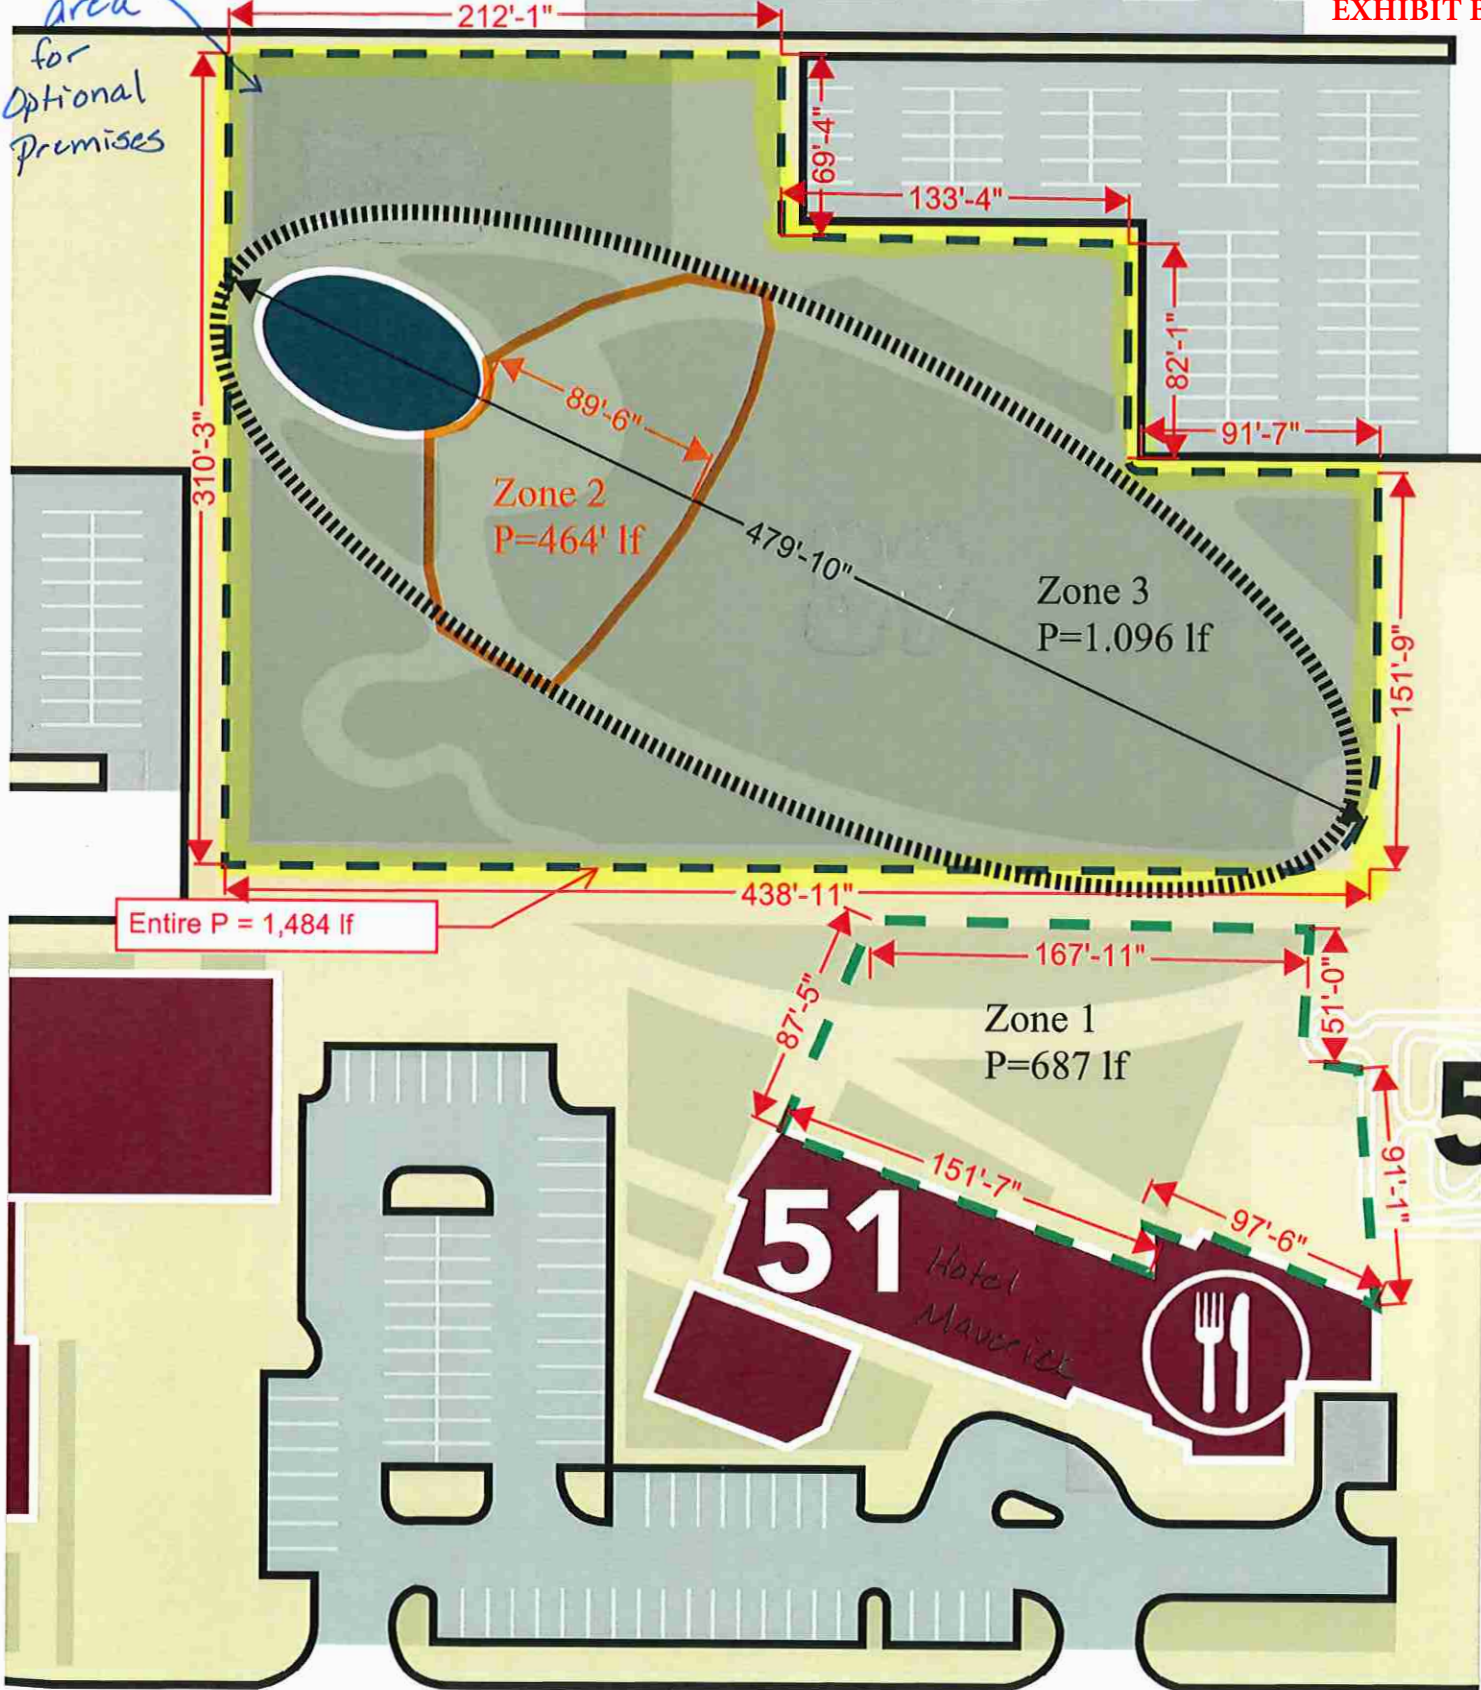 area
for
Optional
Premises
EXHIBIT
212'-1"
69'-4"
133'-4"
82'-1"
91'-7"
310'-3"
89'-6"
Zone 2
P=464' lf
479'-10"
Zone 3
P=1.096 lf
151'-9"
438'-11"
Entire P = 1,484 lf
167'-11"
87'-5"
51'-0"
Zone 1
P=687 lf
5
151'-7"
97'-6"
91'-1"
51
Hotel
Maverick